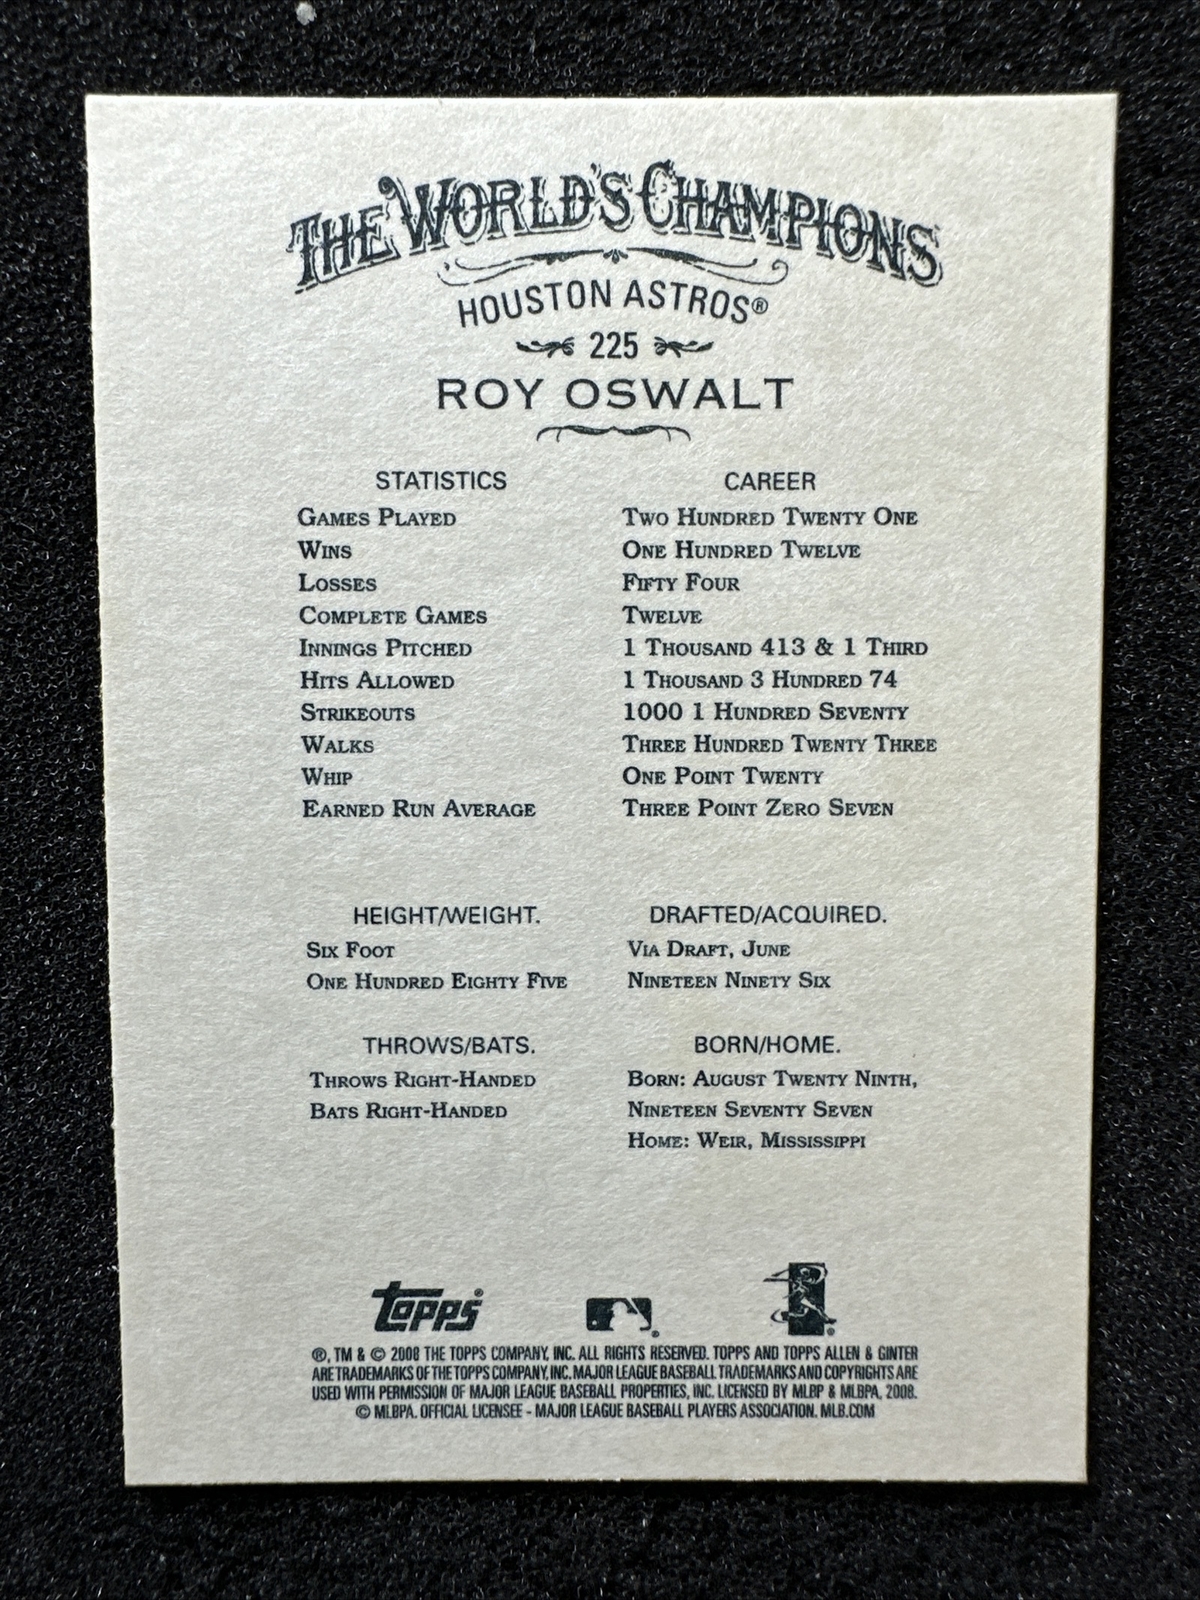 THE WORLD'S CHAMPIONS
HOUSTON ASTROS®
225
ROY OSWALT
STATISTICS CAREER
GAMES PLAYED TWO HUNDRED TWENTY ONE
WINS ONE HUNDRED TWELVE
LOSSES FIFTY FOUR
COMPLETE GAMES TWELVE
INNINGS PITCHED 1 THOUSAND 413 & 1 THIRD
HITS ALLOWED 1 THOUSAND 3 HUNDRED 74
STRIKEOUTS 1000 1 HUNDRED SEVENTY
WALKS THREE HUNDRED TWENTY THREE
WHIP ONE POINT TWENTY
EARNED RUN AVERAGE THREE POINT ZERO SEVEN
HEIGHT/WEIGHT. DRAFTED/ACQUIRED.
SIX FOOT VIA DRAFT, JUNE
ONE HUNDRED EIGHTY FIVE NINETEEN NINETY SIX
THROWS/BATS. BORN/HOME.
THROWS RIGHT-HANDED BORN: AUGUST TWENTY NINTH,
BATS RIGHT-HANDED NINETEEN SEVENTY SEVEN
HOME: WEIR, MISSISSIPPI
topps®
®, TM & © 2008 THE TOPPS COMPANY, INC. ALL RIGHTS RESERVED. TOPPS AND TOPPS ALLEN & GINTER
ARE TRADEMARKS OF THE TOPPS COMPANY, INC. MAJOR LEAGUE BASEBALL TRADEMARKS AND COPYRIGHTS ARE
USED WITH PERMISSION OF MAJOR LEAGUE BASEBALL PROPERTIES, INC. LICENSED BY MLBP & MLBPA, 2008.
© MLBPA. OFFICIAL LICENSEE - MAJOR LEAGUE BASEBALL PLAYERS ASSOCIATION. MLB.COM